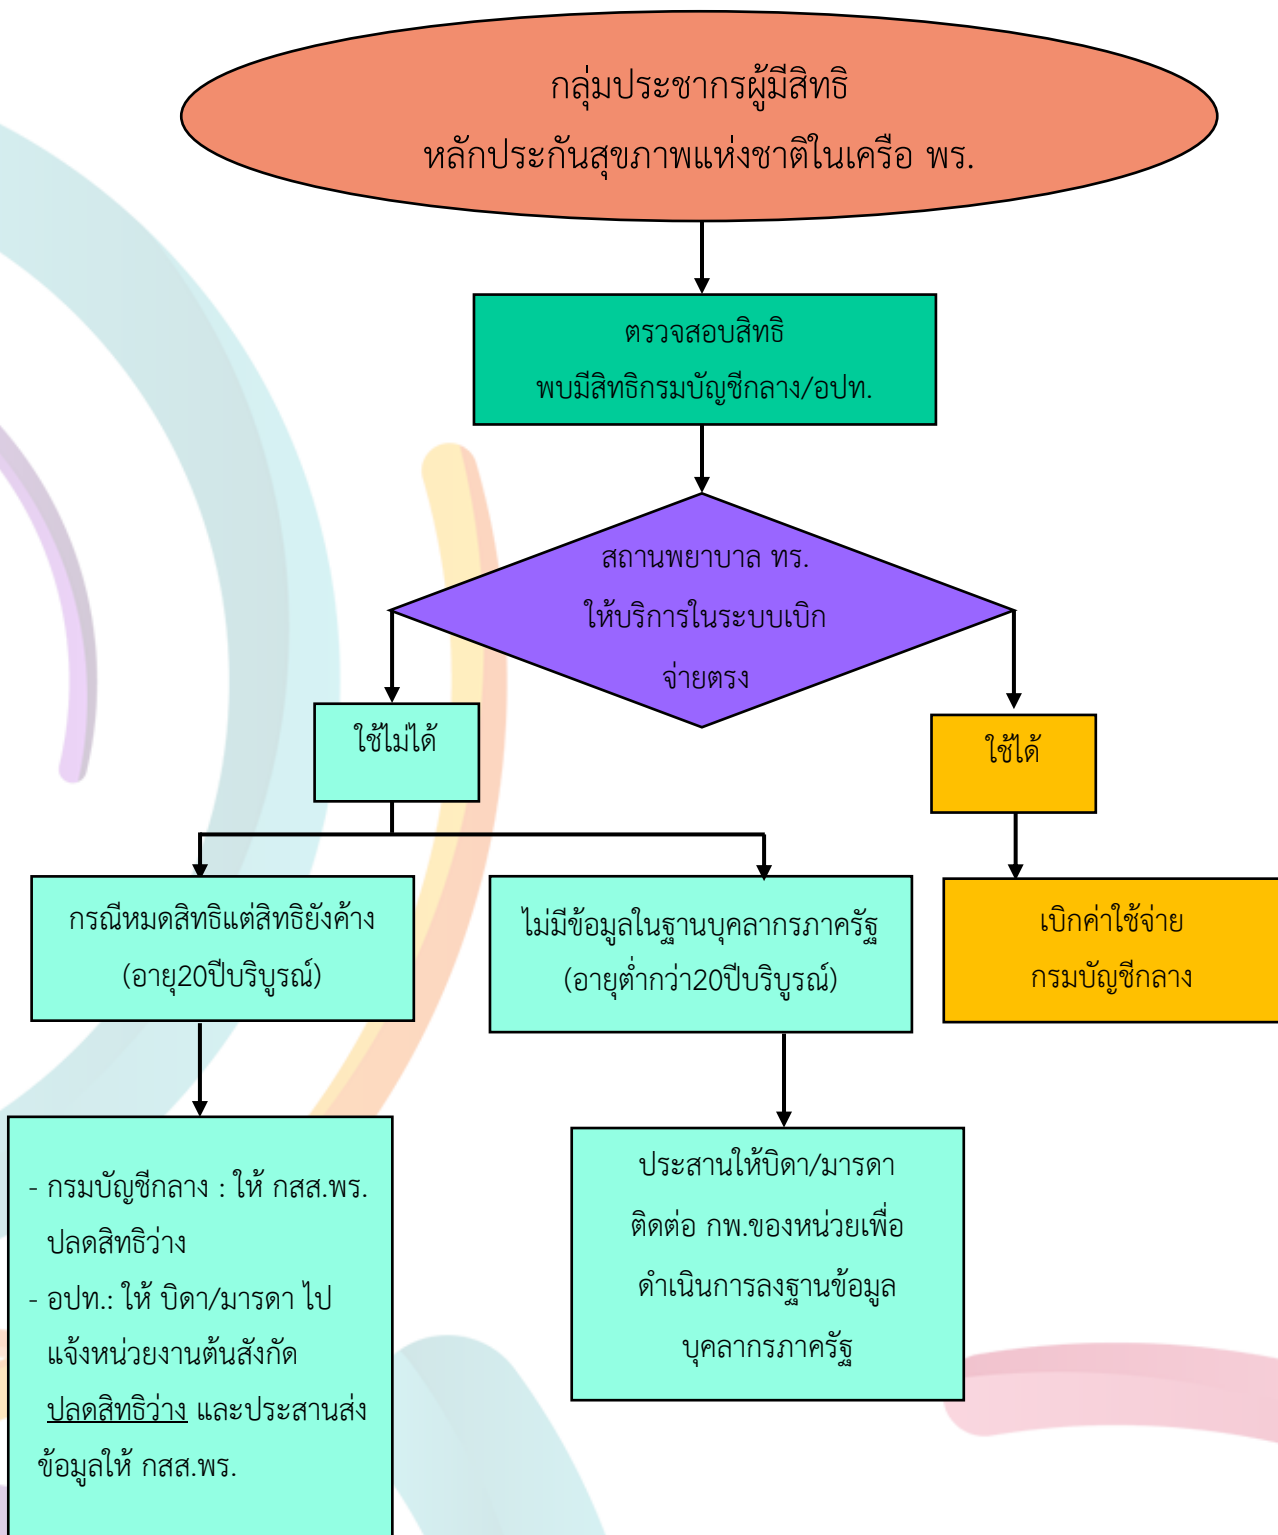 กลุ่มประชากรผู้มีสิทธิ
หลักประกันสุขภาพแห่งชาติในเครือ พร.
ตรวจสอบสิทธิ
พบมีสิทธิกรมบัญชีกลาง/อปท.
สถานพยาบาล ทร.
ให้บริการในระบบเบิก
จ่ายตรง
ใช้ไม่ได้
ใช้ได้
กรณีหมดสิทธิแต่สิทธิยังค้าง
(อายุ20ปีบริบูรณ์)
ไม่มีข้อมูลในฐานบุคลากรภาครัฐ
(อายุต่ำกว่า20ปีบริบูรณ์)
เบิกค่าใช้จ่าย
กรมบัญชีกลาง
- กรมบัญชีกลาง : ให้ กสส.พร.
ปลดสิทธิว่าง
- อปท.: ให้ บิดา/มารดา ไป
แจ้งหน่วยงานต้นสังกัด
ปลดสิทธิว่าง และประสานส่ง
ข้อมูลให้ กสส.พร.
ประสานให้บิดา/มารดา
ติดต่อ กพ.ของหน่วยเพื่อ
ดำเนินการลงฐานข้อมูล
บุคลากรภาครัฐ